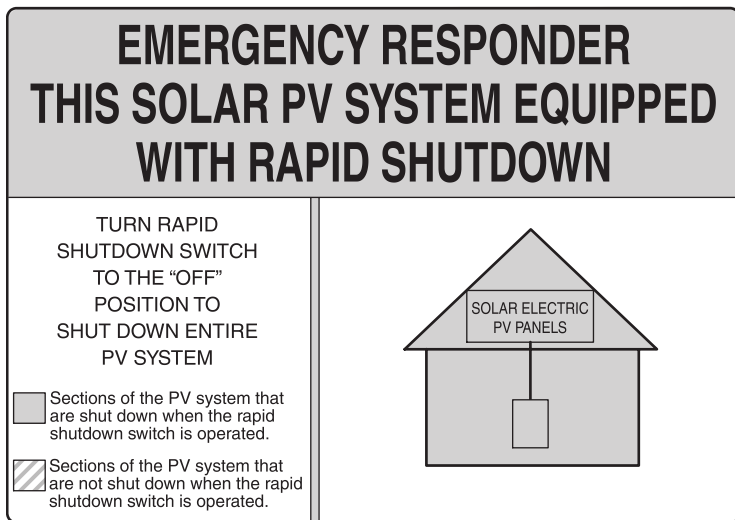 EMERGENCY RESPONDER
THIS SOLAR PV SYSTEM EQUIPPED
WITH RAPID SHUTDOWN
TURN RAPID
SHUTDOWN SWITCH
TO THE “OFF”
POSITION TO
SHUT DOWN ENTIRE
PV SYSTEM
Sections of the PV system that
are shut down when the rapid
shutdown switch is operated.
Sections of the PV system that
are not shut down when the rapid
shutdown switch is operated.
SOLAR ELECTRIC
PV PANELS